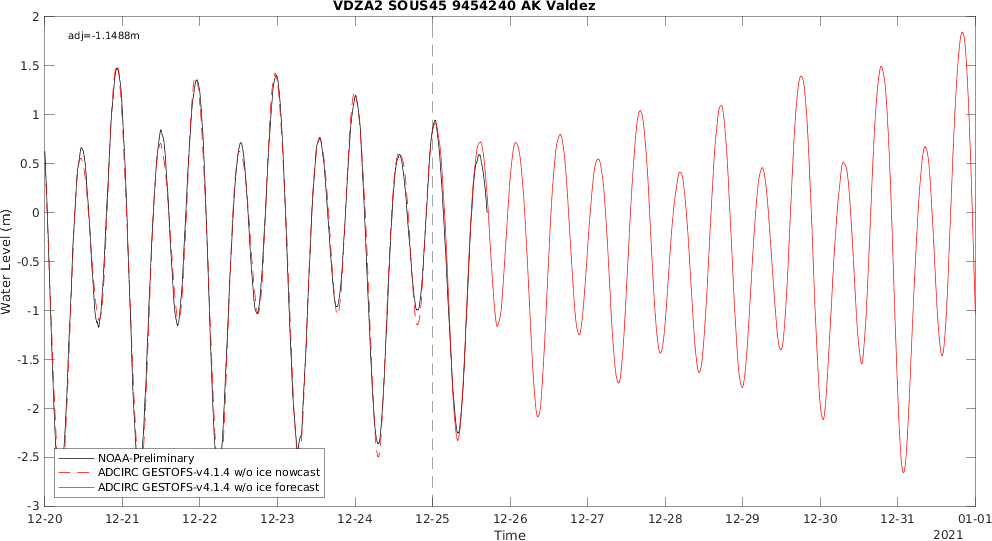 VDZA2 SOUS45 9454240 AK Valdez
adj=-1.1488m
2
1.5
1
0.5
0
-0.5
-1
-1.5
-2
-2.5
-3
Water Level (m)
NOAA-Preliminary
ADCIRC GESTOFS-v4.1.4 w/o ice nowcast
ADCIRC GESTOFS-v4.1.4 w/o ice forecast
12-20 12-21 12-22 12-23 12-24 12-25 12-26 12-27 12-28 12-29 12-30 12-31 01-01
Time
2021